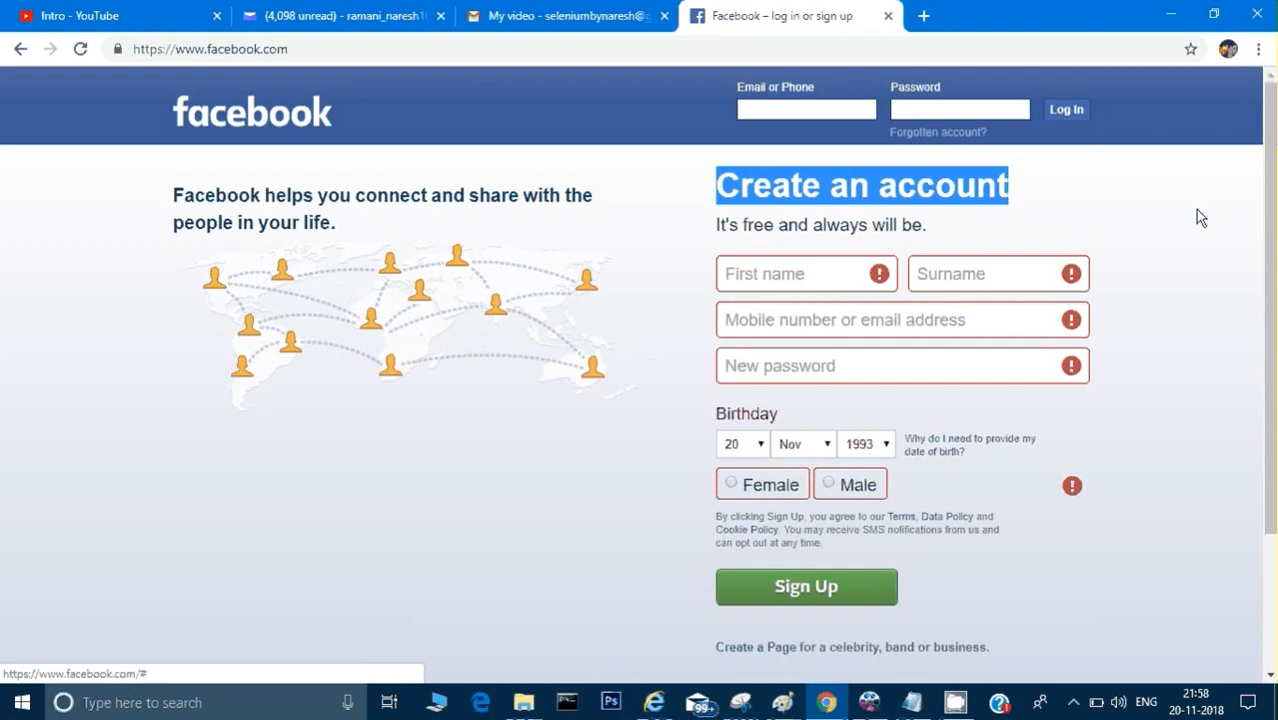 Intro - YouTube
(4,098 unread) - ramani_naresh1
My video - seleniumbynaresh@
Facebook – log in or sign up
https://www.facebook.com
facebook
Email or Phone
Password
Log In
Forgotten account?
Facebook helps you connect and share with the
people in your life.
Create an account
It's free and always will be.
First name
Surname
Mobile number or email address
New password
Birthday
20 Nov 1993
Why do I need to provide my
date of birth?
Female Male
By clicking Sign Up, you agree to our Terms, Data Policy and
Cookie Policy. You may receive SMS notifications from us and
can opt out at any time.
Sign Up
Create a Page for a celebrity, band or business.
https://www.facebook.com/#
Type here to search
Ps
99+
ENG
21:58
20-11-2018